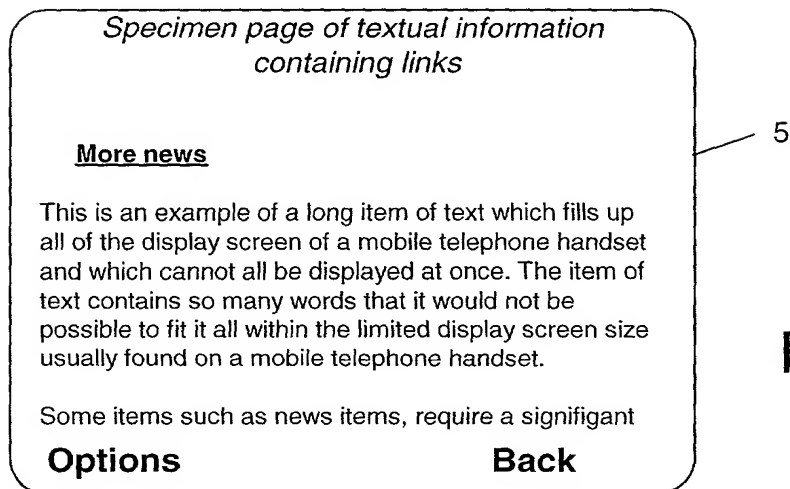 Specimen page of textual information
containing links
5
More news
This is an example of a long item of text which fills up
all of the display screen of a mobile telephone handset
and which cannot all be displayed at once. The item of
text contains so many words that it would not be
possible to fit it all within the limited display screen size
usually found on a mobile telephone handset.
Some items such as news items, require a signifigant
Options Back